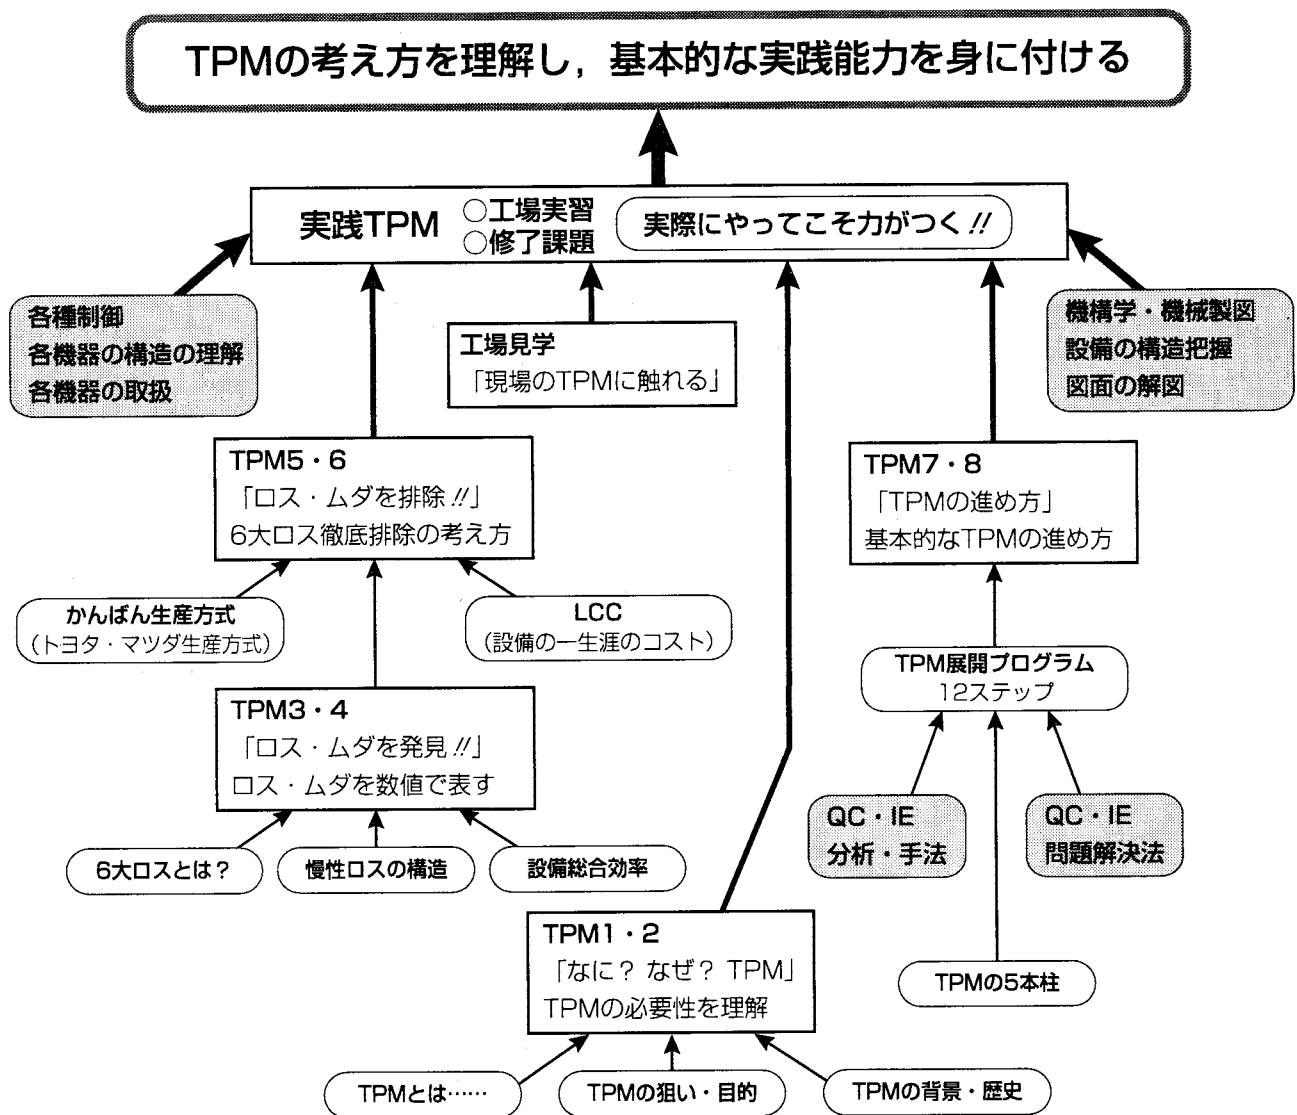 TPMの考え方を理解し，基本的な実践能力を身に付ける
実践TPM
○工場実習
○修了課題
実際にやってこそ力がつく!!
各種制御
各機器の構造の理解
各機器の取扱
工場見学
「現場のTPMに触れる」
機構学・機械製図
設備の構造把握
図面の解図
TPM5・6
「ロス・ムダを排除!!」
6大ロス徹底排除の考え方
TPM7・8
「TPMの進め方」
基本的なTPMの進め方
かんばん生産方式
(トヨタ・マツダ生産方式)
LCC
(設備の一生涯のコスト)
TPM展開プログラム
12ステップ
TPM3・4
「ロス・ムダを発見!!」
ロス・ムダを数値で表す
QC・IE
分析・手法
QC・IE
問題解決法
6大ロスとは？
慢性ロスの構造
設備総合効率
TPM1・2
「なに？ なぜ？ TPM」
TPMの必要性を理解
TPMの5本柱
TPMとは……
TPMの狙い・目的
TPMの背景・歴史